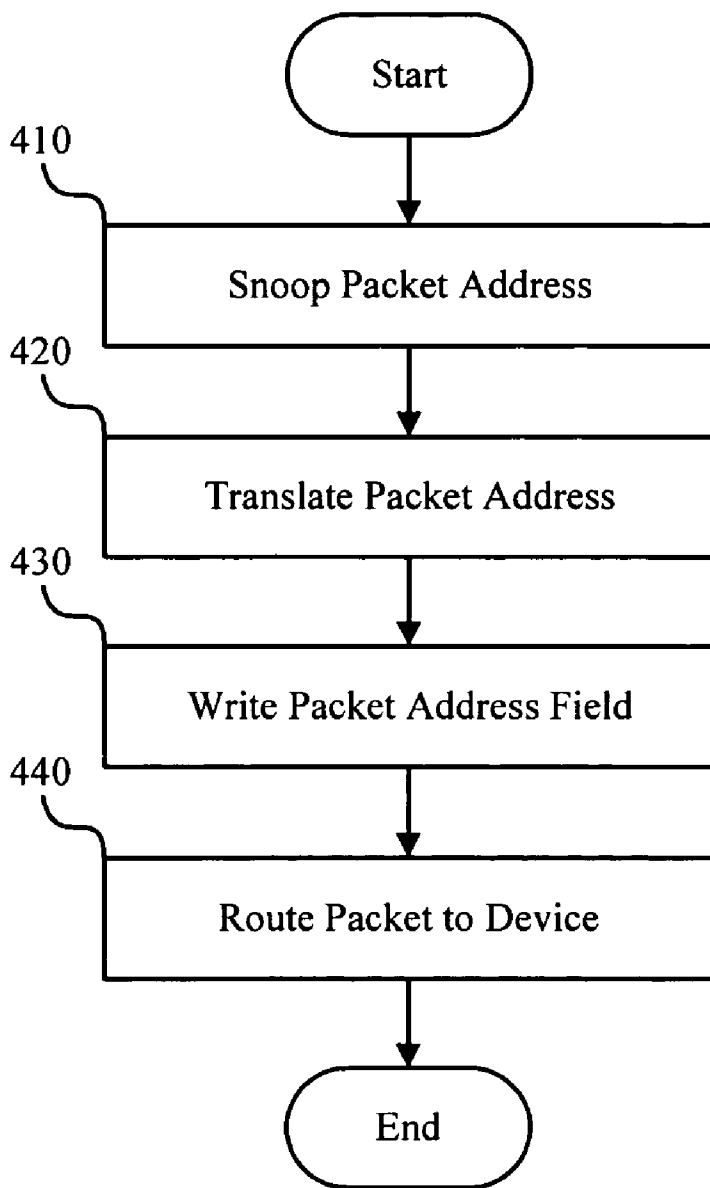 Start
410
Snoop Packet Address
420
Translate Packet Address
430
Write Packet Address Field
440
Route Packet to Device
End